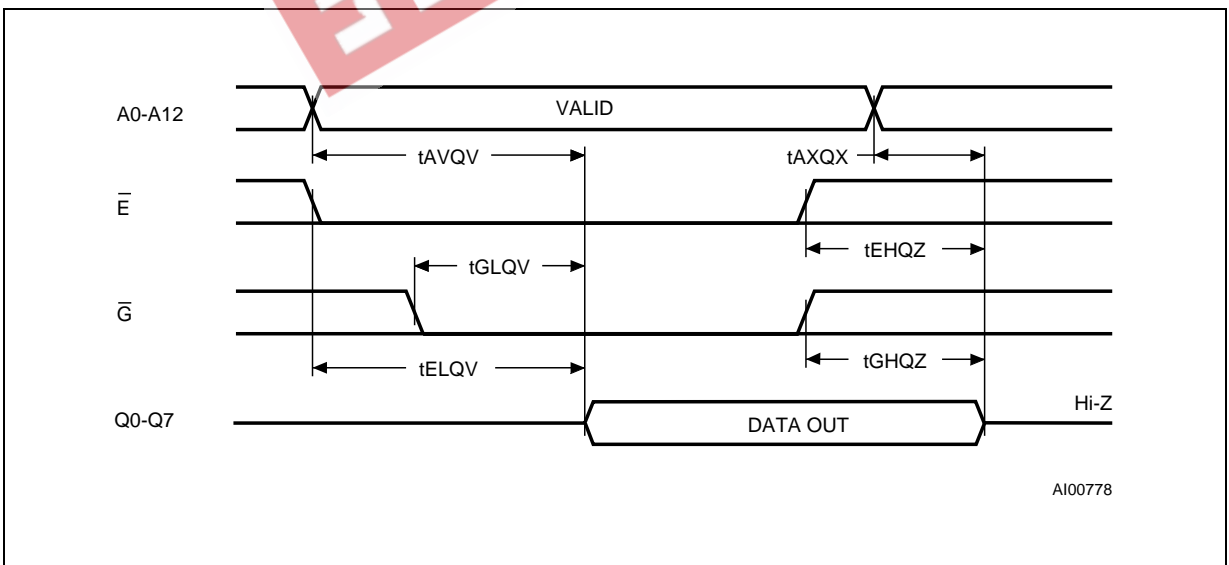 A0-A12
VALID
tAVQV
tAXQX
E̅
tEHQZ
tGLQV
G̅
tGHQZ
tELQV
Hi-Z
Q0-Q7
DATA OUT
AI00778